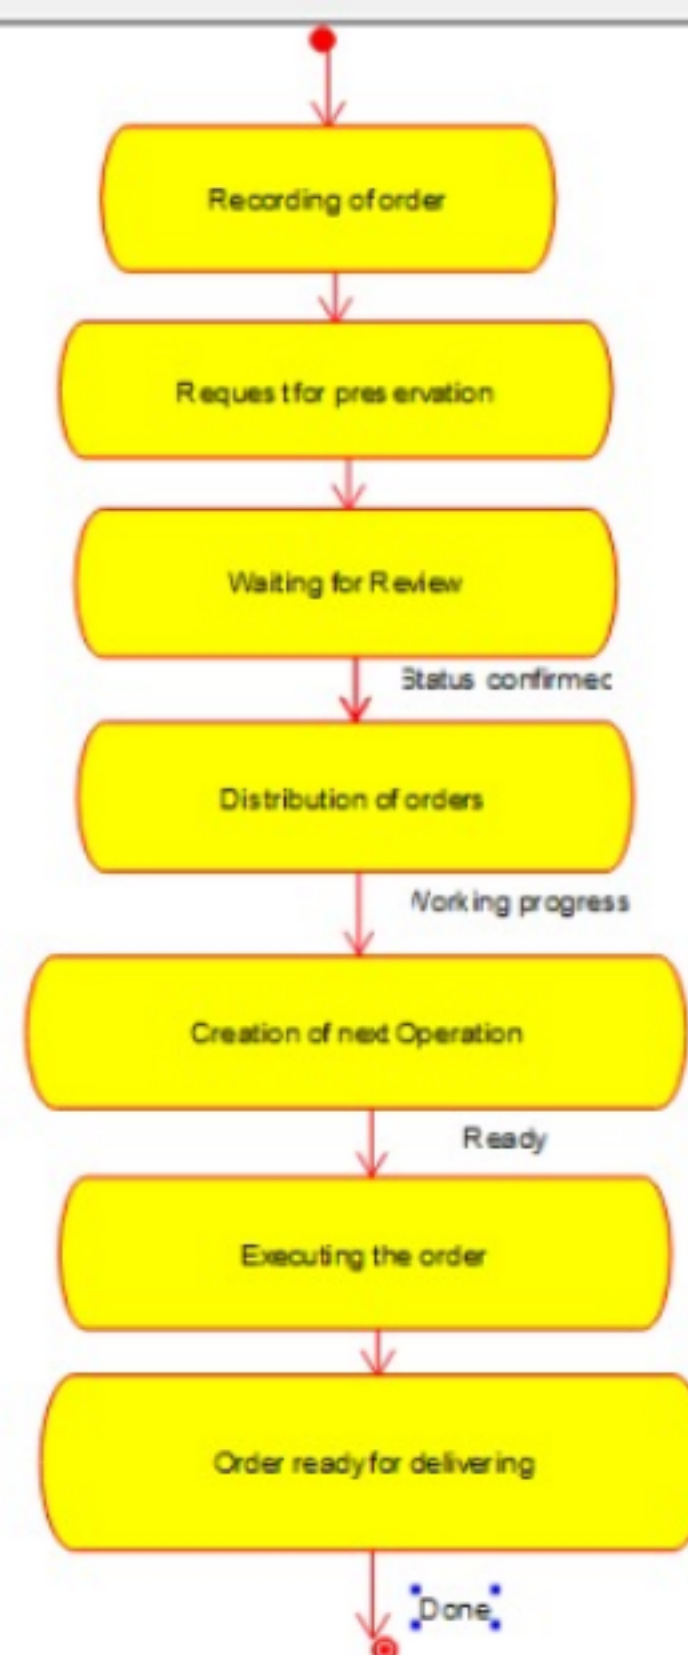 Recording of order
Request for preservation
Waiting for Review
Status confirmed
Distribution of orders
Working progress
Creation of next Operation
Ready
Executing the order
Order ready for delivering
Done